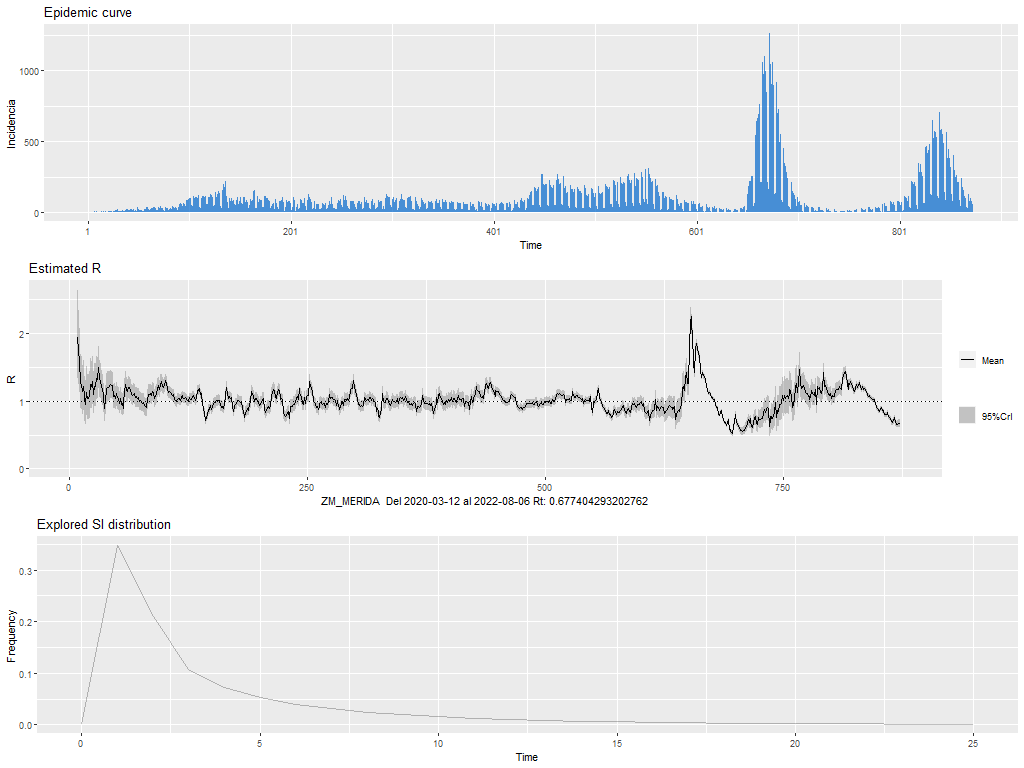 Epidemic curve
1000
500
0
Incidencia
1 201 401 601 801
Time
Estimated R
2
1
0
R
Mean
95%CrI
0 250 500 750
ZM_MERIDA Del 2020-03-12 al 2022-08-06 Rt: 0.677404293202762
Explored SI distribution
0.3
0.2
0.1
0.0
Frequency
0 5 10 15 20 25
Time